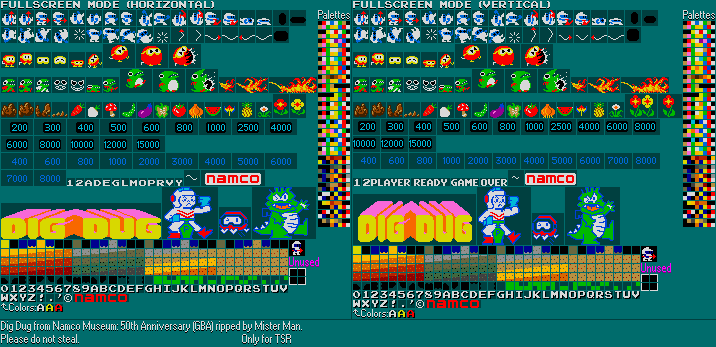 FULLSCREEN MODE (HORIZONTAL)
Palettes
200 300 400 500 600 800 1000 2500 4000
6000 8000 10000 12000 15000
400 600 800 1000 2000 3000 4000 5000 6000
7000 8000
12ADEGLMOPRYY
namco
DIG DUG
Unused
0123456789ABCDEFGHIJKLMNOPQRSTUV
WXYZ!.'© namco
Colors:AAA
FULLSCREEN MODE (VERTICAL)
Palettes
200 300 400 500 600 800 1000 2500 4000 6000 8000
10000 12000 15000
400 600 800 1000 2000 3000 4000 5000 6000 7000 8000
12PLAYER READY GAME OVER
namco
DIG DUG
Unused
0123456789ABCDEFGHIJKLMNOPQRSTUV
WXYZ!.'© namco
Colors:AAA
Dig Dug from Namco Museum: 50th Anniversary (GBA) ripped by Mister Man.
Please do not steal.
Only for TSR